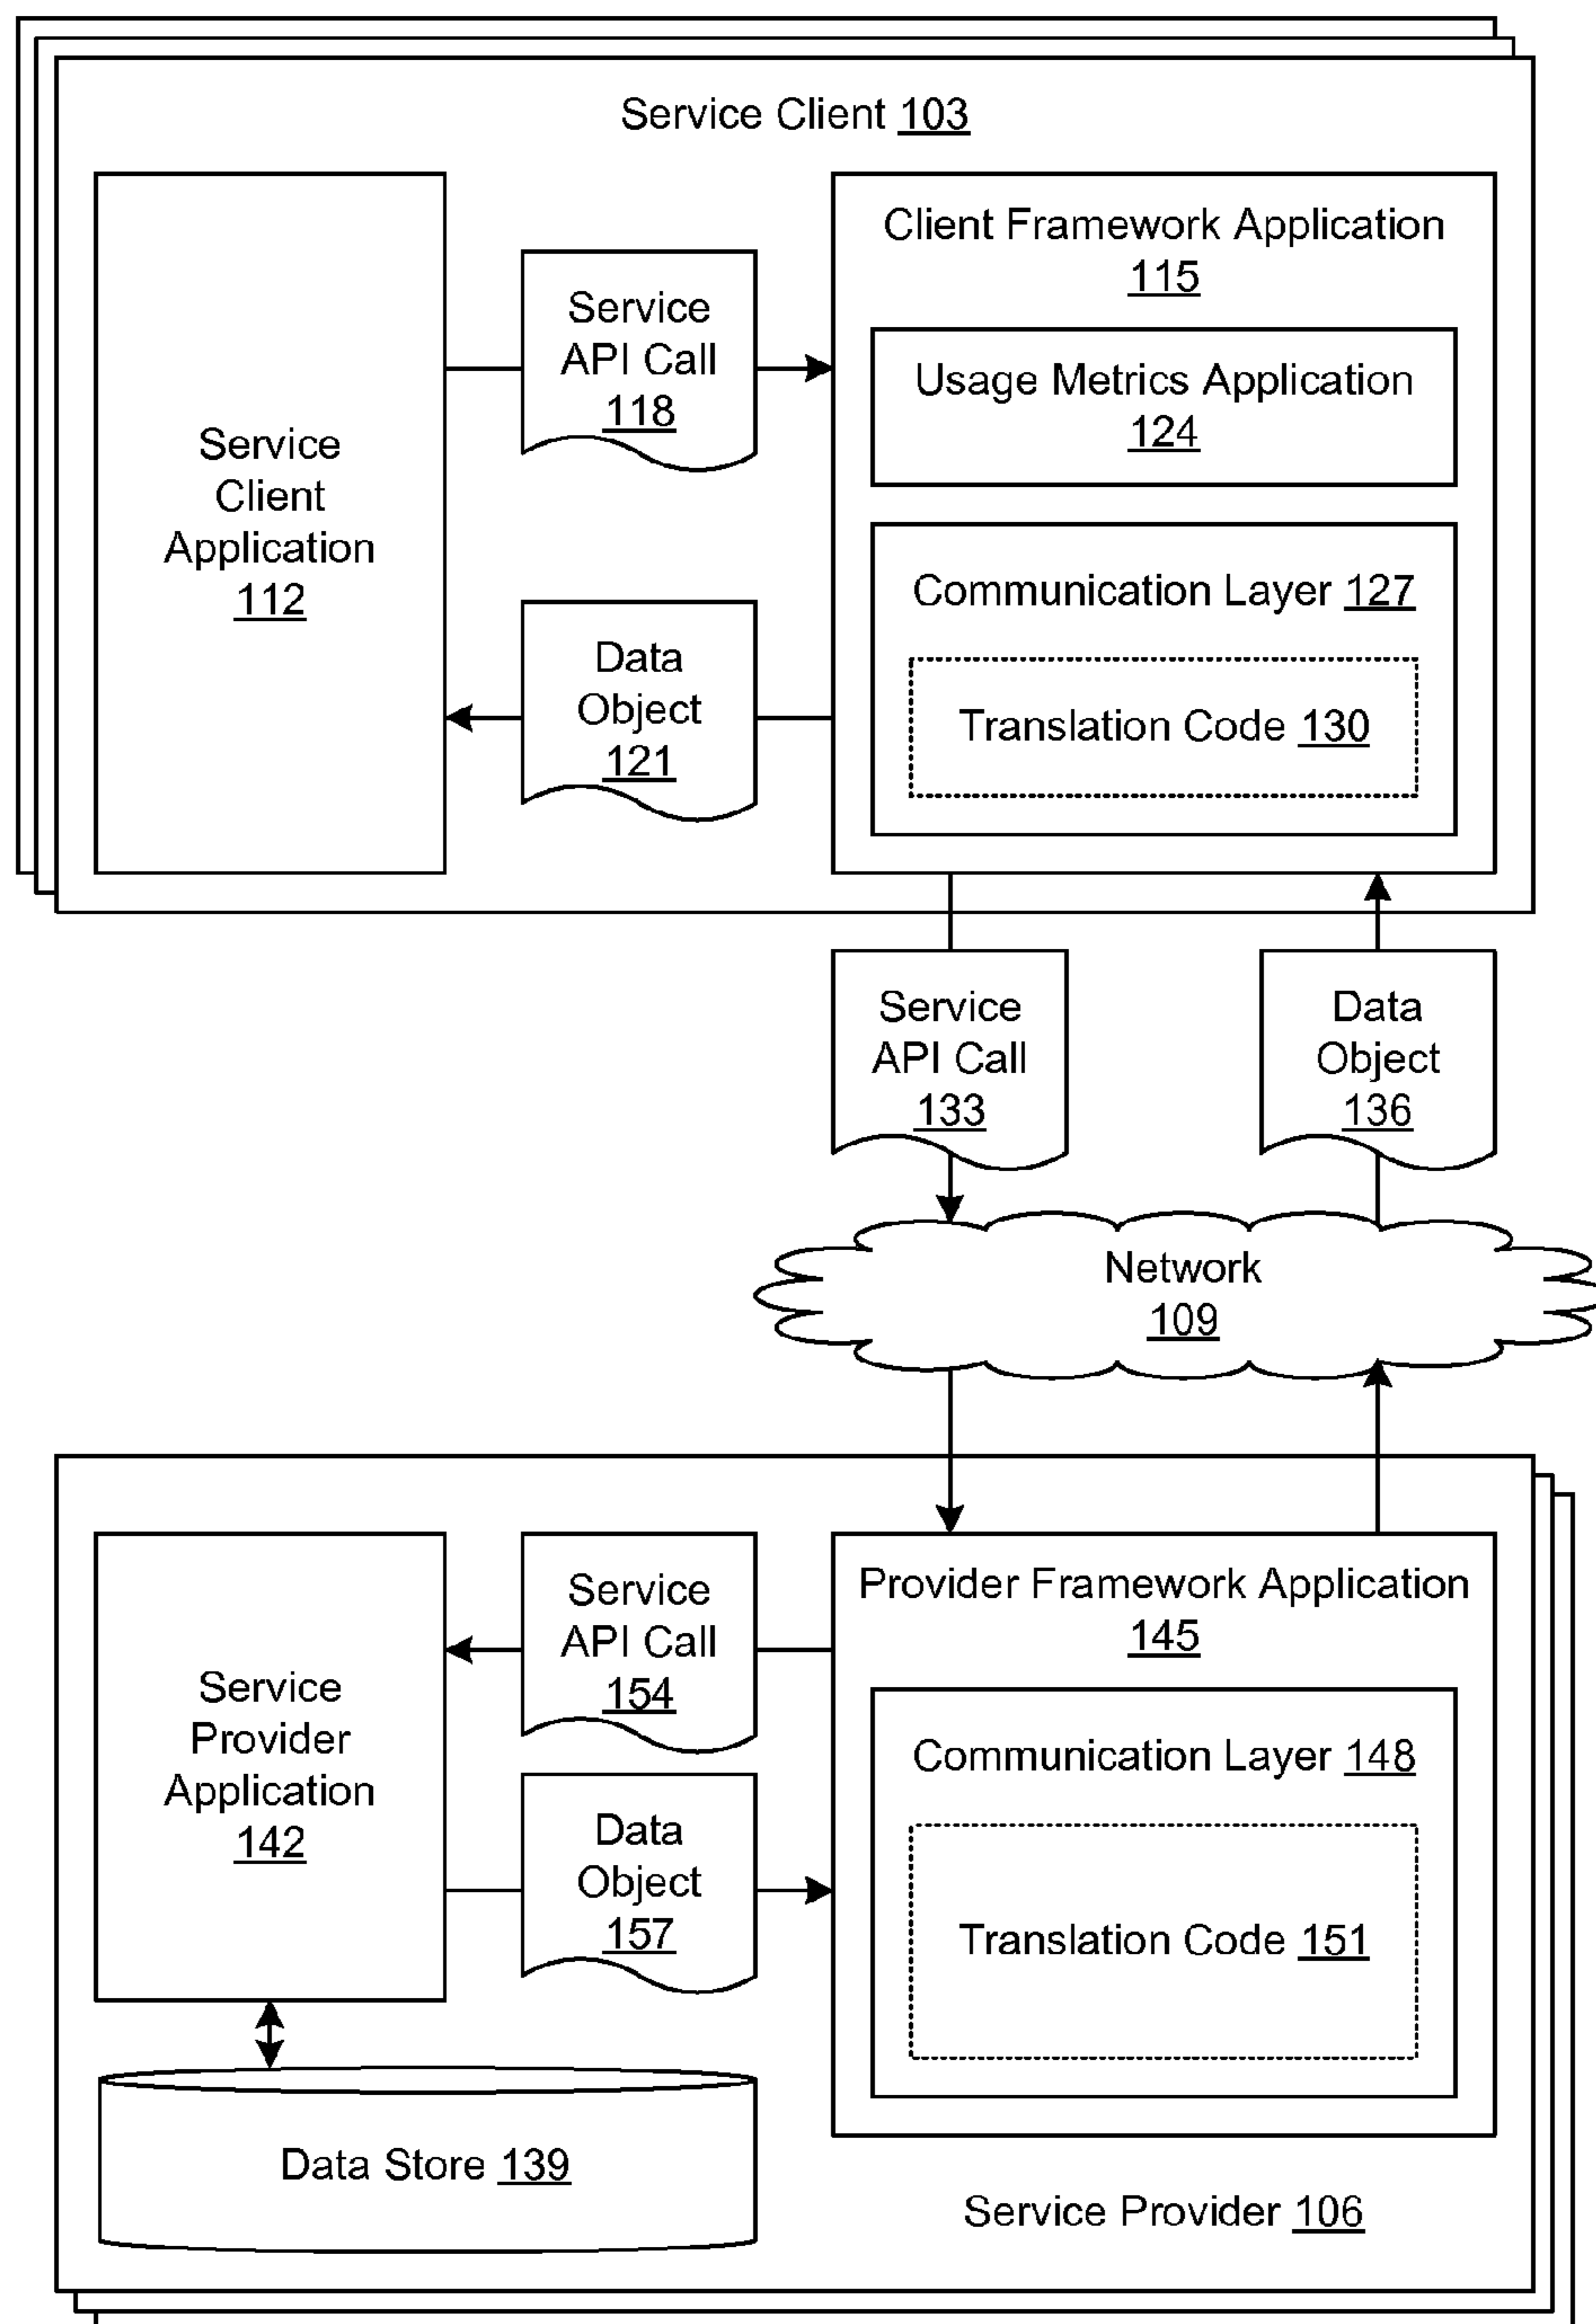 Service Client 103
Service
Client
Application
112
Service
API Call
118
Data
Object
121
Client Framework Application
115
Usage Metrics Application
124
Communication Layer 127
Translation Code 130
Service
API Call
133
Data
Object
136
Network
109
Service
Provider
Application
142
Service
API Call
154
Data
Object
157
Provider Framework Application
145
Communication Layer 148
Translation Code 151
Data Store 139
Service Provider 106